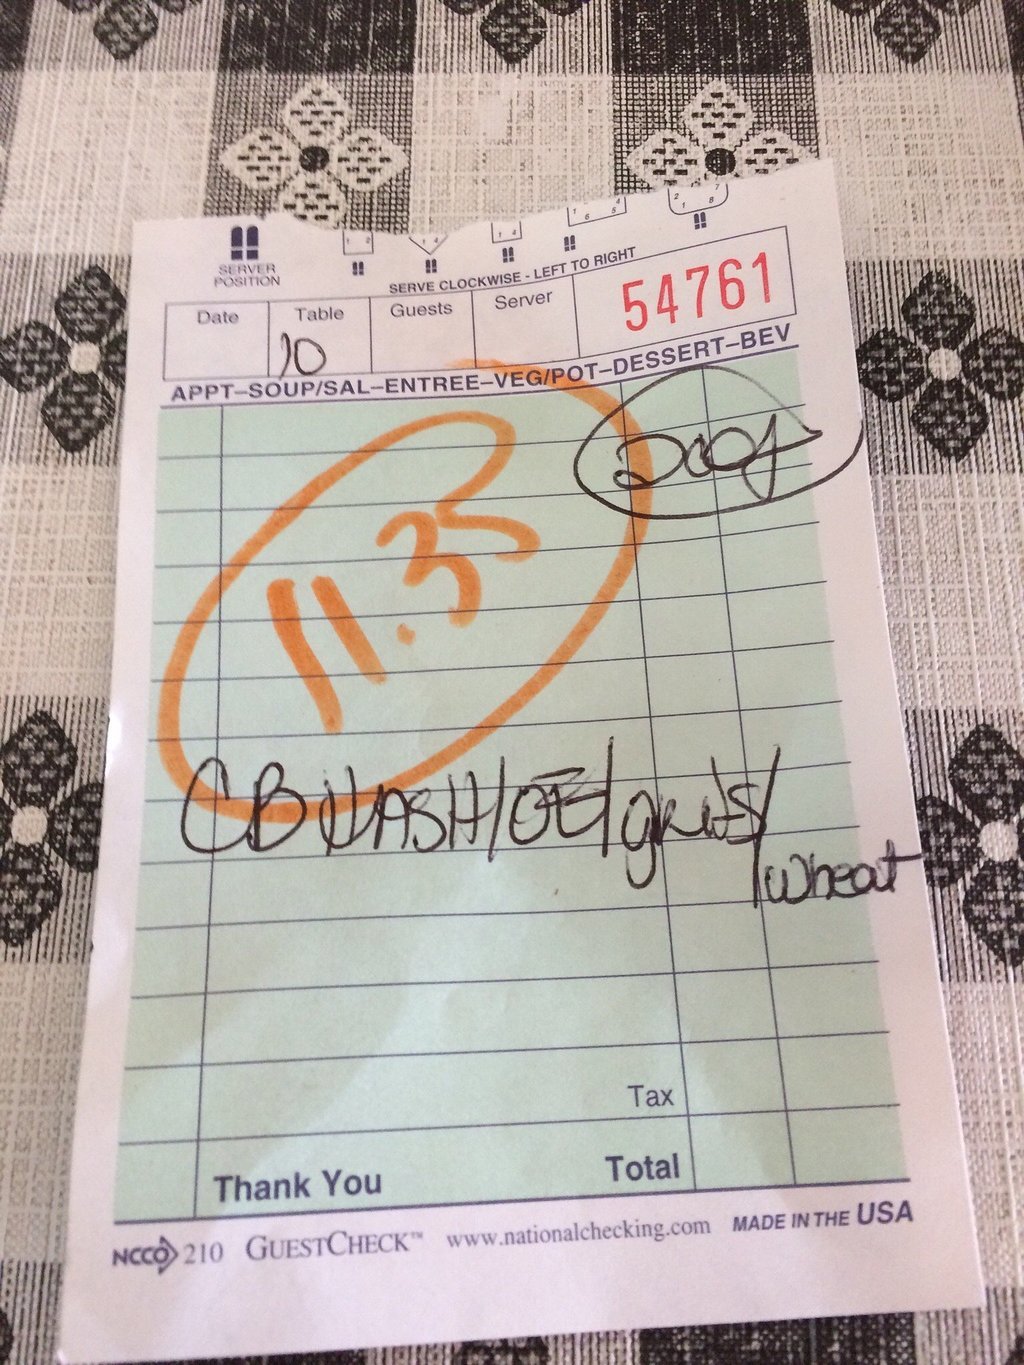 SERVER
POSITION
SERVE CLOCKWISE - LEFT TO RIGHT
Date Table Guests Server 54761
10
APPT-SOUP/SAL-ENTREE-VEG/POT-DESSERT-BEV
11.35
CB HASH/OE/grits/
wheat
Tax
Thank You Total
NCCO 210 GUESTCHECK™ www.nationalchecking.com MADE IN THE USA